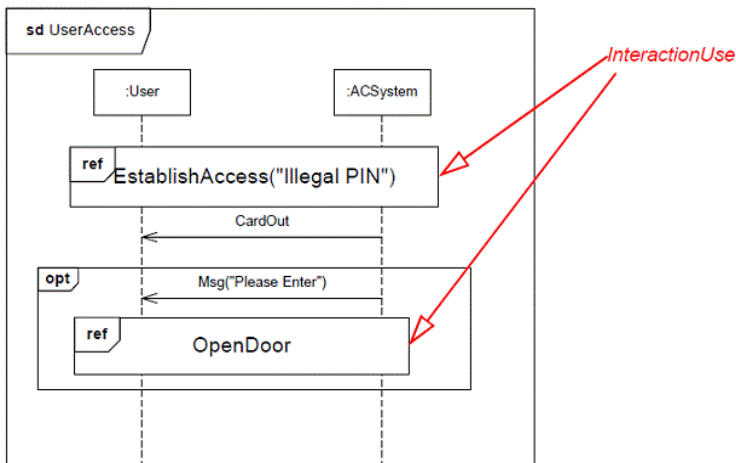 sd UserAccess
InteractionUse
:User
:ACSystem
ref
EstablishAccess("Illegal PIN")
CardOut
opt
Msg("Please Enter")
ref
OpenDoor